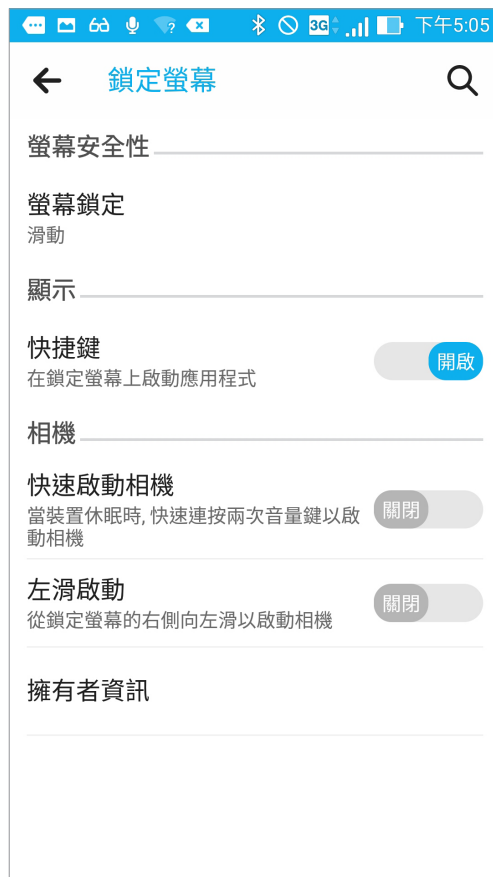 3G 下午5:05
鎖定螢幕
螢幕安全性
螢幕鎖定
滑動
顯示
快捷鍵
開啟
在鎖定螢幕上啟動應用程式
相機
快速啟動相機
當裝置休眠時, 快速連按兩次音量鍵以啟
動相機
關閉
左滑啟動
從鎖定螢幕的右側向左滑以啟動相機
關閉
擁有者資訊